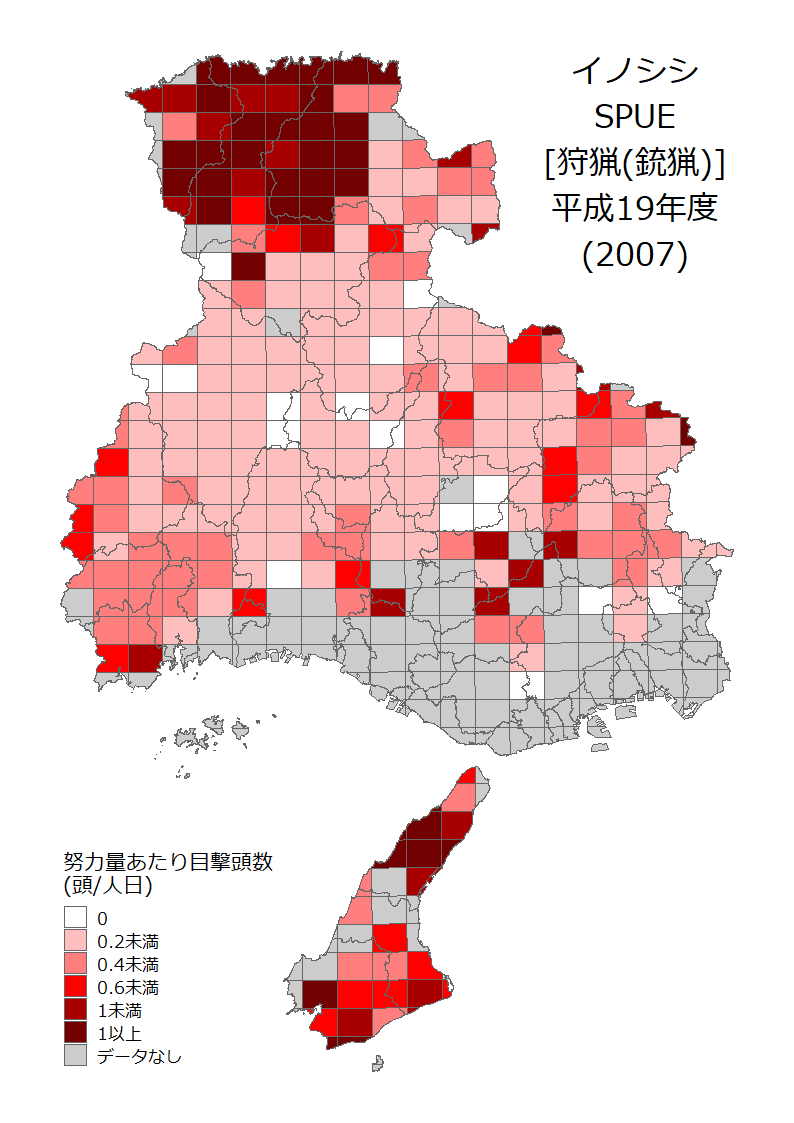 イノシシ
SPUE
[狩猟(銃猟)]
平成19年度
(2007)
努力量あたり目撃頭数
(頭/人日)
0
0.2未満
0.4未満
0.6未満
1未満
1以上
データなし